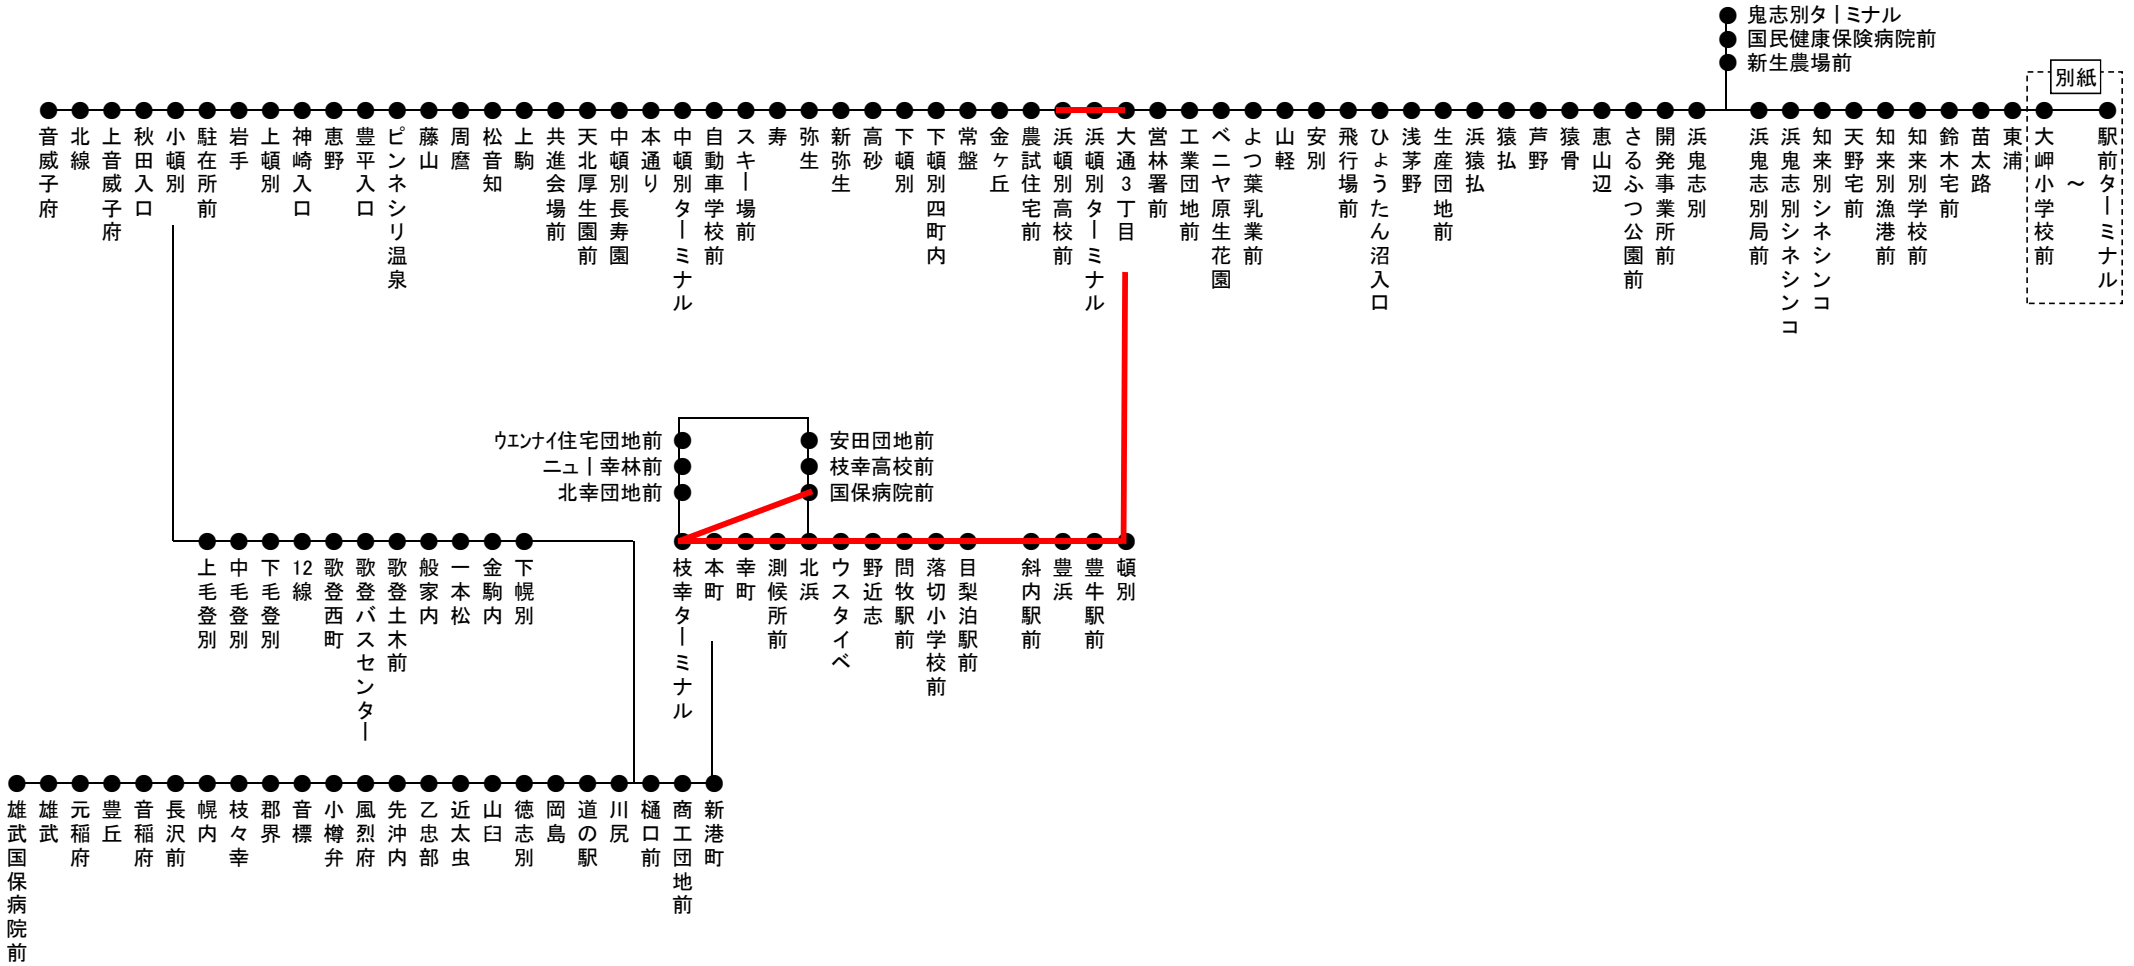 鬼志別ターミナル
国民健康保険病院前
新生農場前
別紙
音威子府
北線
上音威子府
秋田入口
小頓別
駐在所前
岩手
上頓別
神崎入口
恵野
豊平入口
ピンネシリ温泉
藤山
周麿
松音知
上駒
共進会場前
天北厚生園前
中頓別長寿園
本通り
中頓別ターミナル
自動車学校前
スキー場前
寿
弥生
新弥生
高砂
下頓別
下頓別四町内
常盤
金ヶ丘
農試住宅前
浜頓別高校前
浜頓別ターミナル
大通3丁目
営林署前
工業団地前
ベニヤ原生花園
よつ葉乳業前
山軽
安別
飛行場前
ひょうたん沼入口
浅茅野
生産団地前
浜猿払
猿払
芦野
猿骨
恵山辺
さるふつ公園前
開発事業所前
浜鬼志別
浜鬼志別局前
浜鬼志別シネシンコ
知来別シネシンコ
天野宅前
知来別漁港前
知来別学校前
鈴木宅前
苗太路
東浦
大岬小学校前
～
駅前ターミナル
ウエンナイ住宅団地前
ニュー幸林前
北幸団地前
安田団地前
枝幸高校前
国保病院前
上毛登別
中毛登別
下毛登別
12線
歌登西町
歌登バスセンター
歌登土木前
般家内
一本松
金駒内
下幌別
枝幸ターミナル
本町
幸町
測候所前
北浜
ウスタイベ
野近志
問牧駅前
落切小学校前
目梨泊駅前
斜内駅前
豊浜
豊牛駅前
頓別
雄武国保病院前
雄武
元稲府
豊丘
音稲府
長沢前
幌内
枝々幸
郡界
音標
小樽弁
風烈府
先沖内
乙忠部
近太虫
山臼
徳志別
岡島
道の駅
川尻
樋口前
商工団地前
新港町